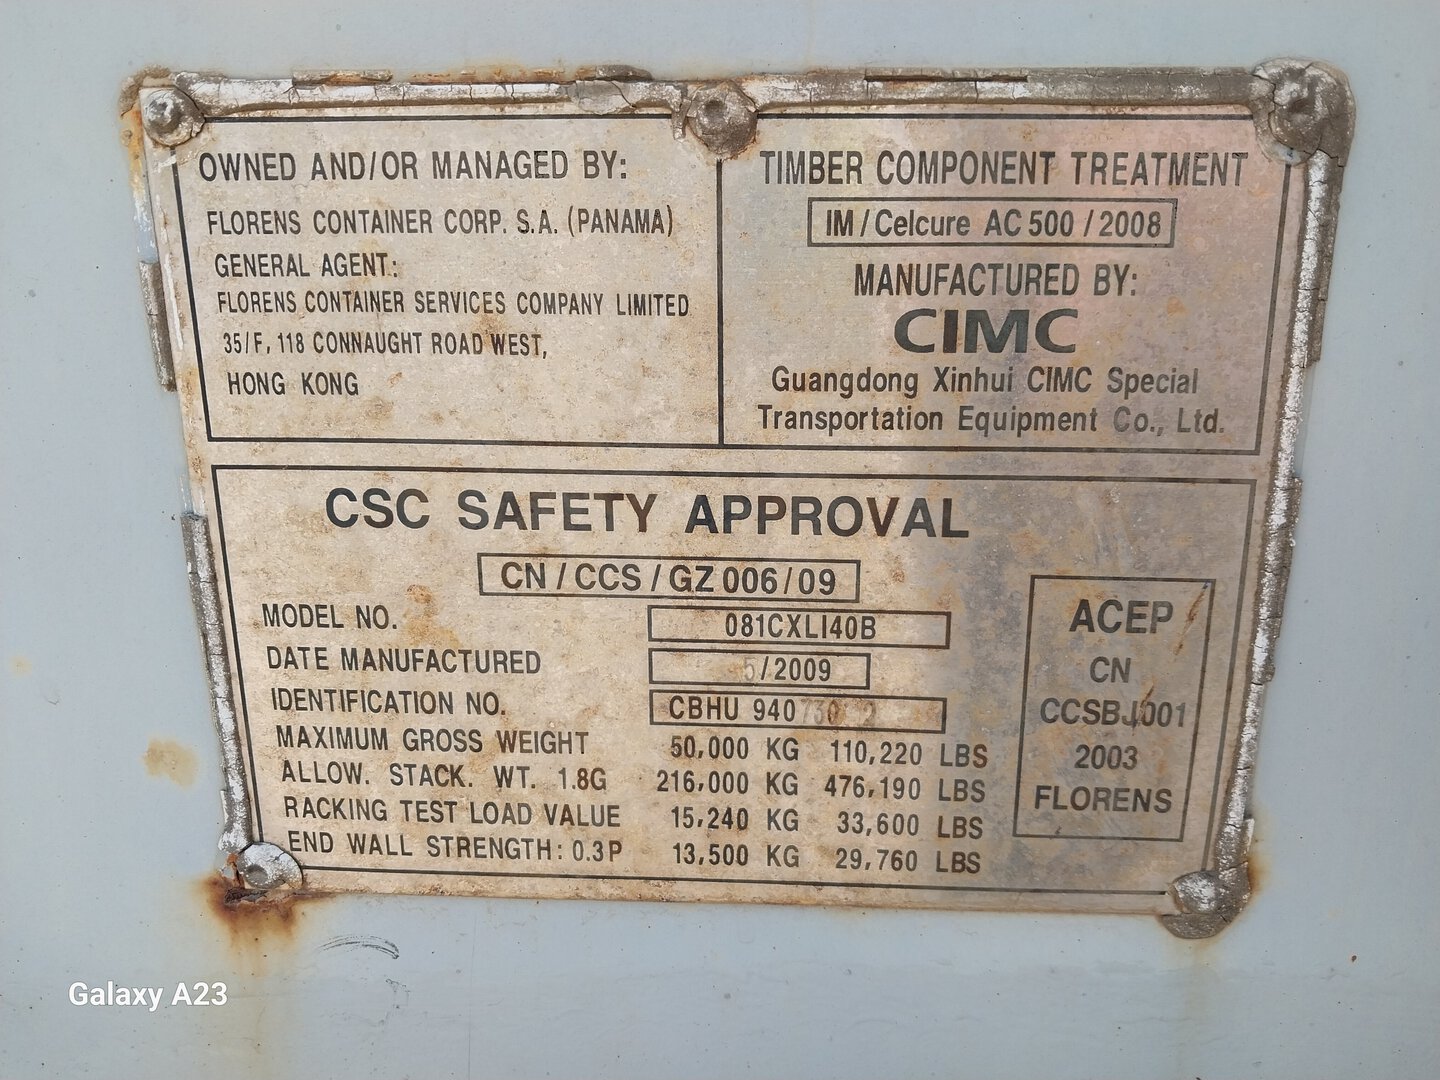 OWNED AND/OR MANAGED BY:
FLORENS CONTAINER CORP. S.A. (PANAMA)
GENERAL AGENT:
FLORENS CONTAINER SERVICES COMPANY LIMITED
35/F, 118 CONNAUGHT ROAD WEST,
HONG KONG
TIMBER COMPONENT TREATMENT
IM / Celcure AC 500 / 2008
MANUFACTURED BY:
CIMC
Guangdong Xinhui CIMC Special
Transportation Equipment Co., Ltd.
CSC SAFETY APPROVAL
CN / CCS / GZ 006 / 09
MODEL NO. 081CXLI40B
DATE MANUFACTURED 5/2009
IDENTIFICATION NO. CBHU 940
MAXIMUM GROSS WEIGHT 50,000 KG 110,220 LBS
ALLOW. STACK. WT. 1.8G 216,000 KG 476,190 LBS
RACKING TEST LOAD VALUE 15,240 KG 33,600 LBS
END WALL STRENGTH: 0.3P 13,500 KG 29,760 LBS
ACEP
CN
CCSBJ001
2003
FLORENS
Galaxy A23